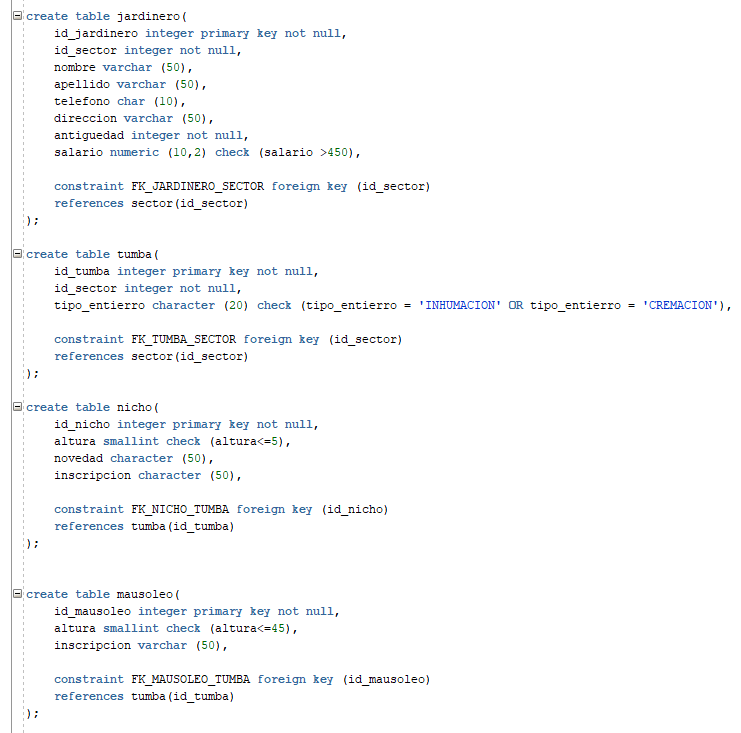 create table jardinero(
    id_jardinero integer primary key not null,
    id_sector integer not null,
    nombre varchar (50),
    apellido varchar (50),
    telefono char (10),
    direccion varchar (50),
    antiguedad integer not null,
    salario numeric (10,2) check (salario >450),
    constraint FK_JARDINERO_SECTOR foreign key (id_sector)
    references sector(id_sector)
);
create table tumba(
    id_tumba integer primary key not null,
    id_sector integer not null,
    tipo_entierro character (20) check (tipo_entierro = 'INHUMACION' OR tipo_entierro = 'CREMACION'),
    constraint FK_TUMBA_SECTOR foreign key (id_sector)
    references sector(id_sector)
);
create table nicho(
    id_nicho integer primary key not null,
    altura smallint check (altura<=5),
    novedad character (50),
    inscripcion character (50),
    constraint FK_NICHO_TUMBA foreign key (id_nicho)
    references tumba(id_tumba)
);
create table mausoleo(
    id_mausoleo integer primary key not null,
    altura smallint check (altura<=45),
    inscripcion varchar (50),
    constraint FK_MAUSOLEO_TUMBA foreign key (id_mausoleo)
    references tumba(id_tumba)
);